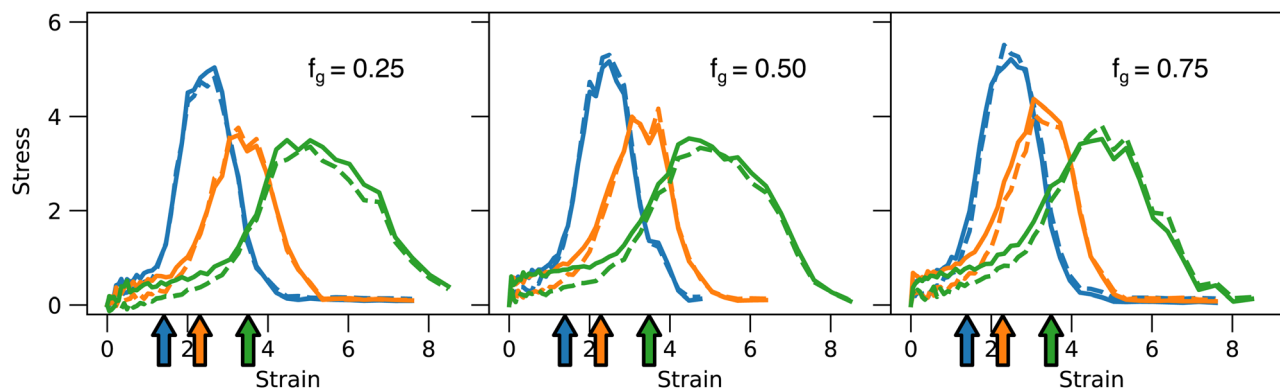 6
4
2
0
Stress
f_g = 0.25
f_g = 0.50
f_g = 0.75
0 2 4 6 8
0 2 4 6 8
0 2 4 6 8
Strain
Strain
Strain